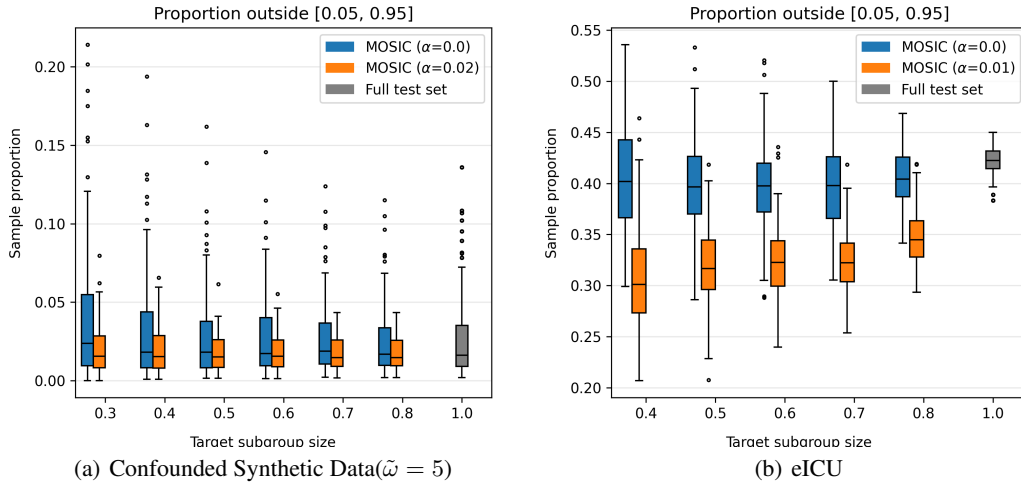 Proportion outside [0.05, 0.95]
MOSIC (α=0.0)
MOSIC (α=0.02)
Full test set
Sample proportion
0.20
0.15
0.10
0.05
0.00
0.3 0.4 0.5 0.6 0.7 0.8 1.0
Target subgroup size
(a) Confounded Synthetic Data(ω̃ = 5)
Proportion outside [0.05, 0.95]
MOSIC (α=0.0)
MOSIC (α=0.01)
Full test set
Sample proportion
0.55
0.50
0.45
0.40
0.35
0.30
0.25
0.20
0.4 0.5 0.6 0.7 0.8 1.0
Target subgroup size
(b) eICU